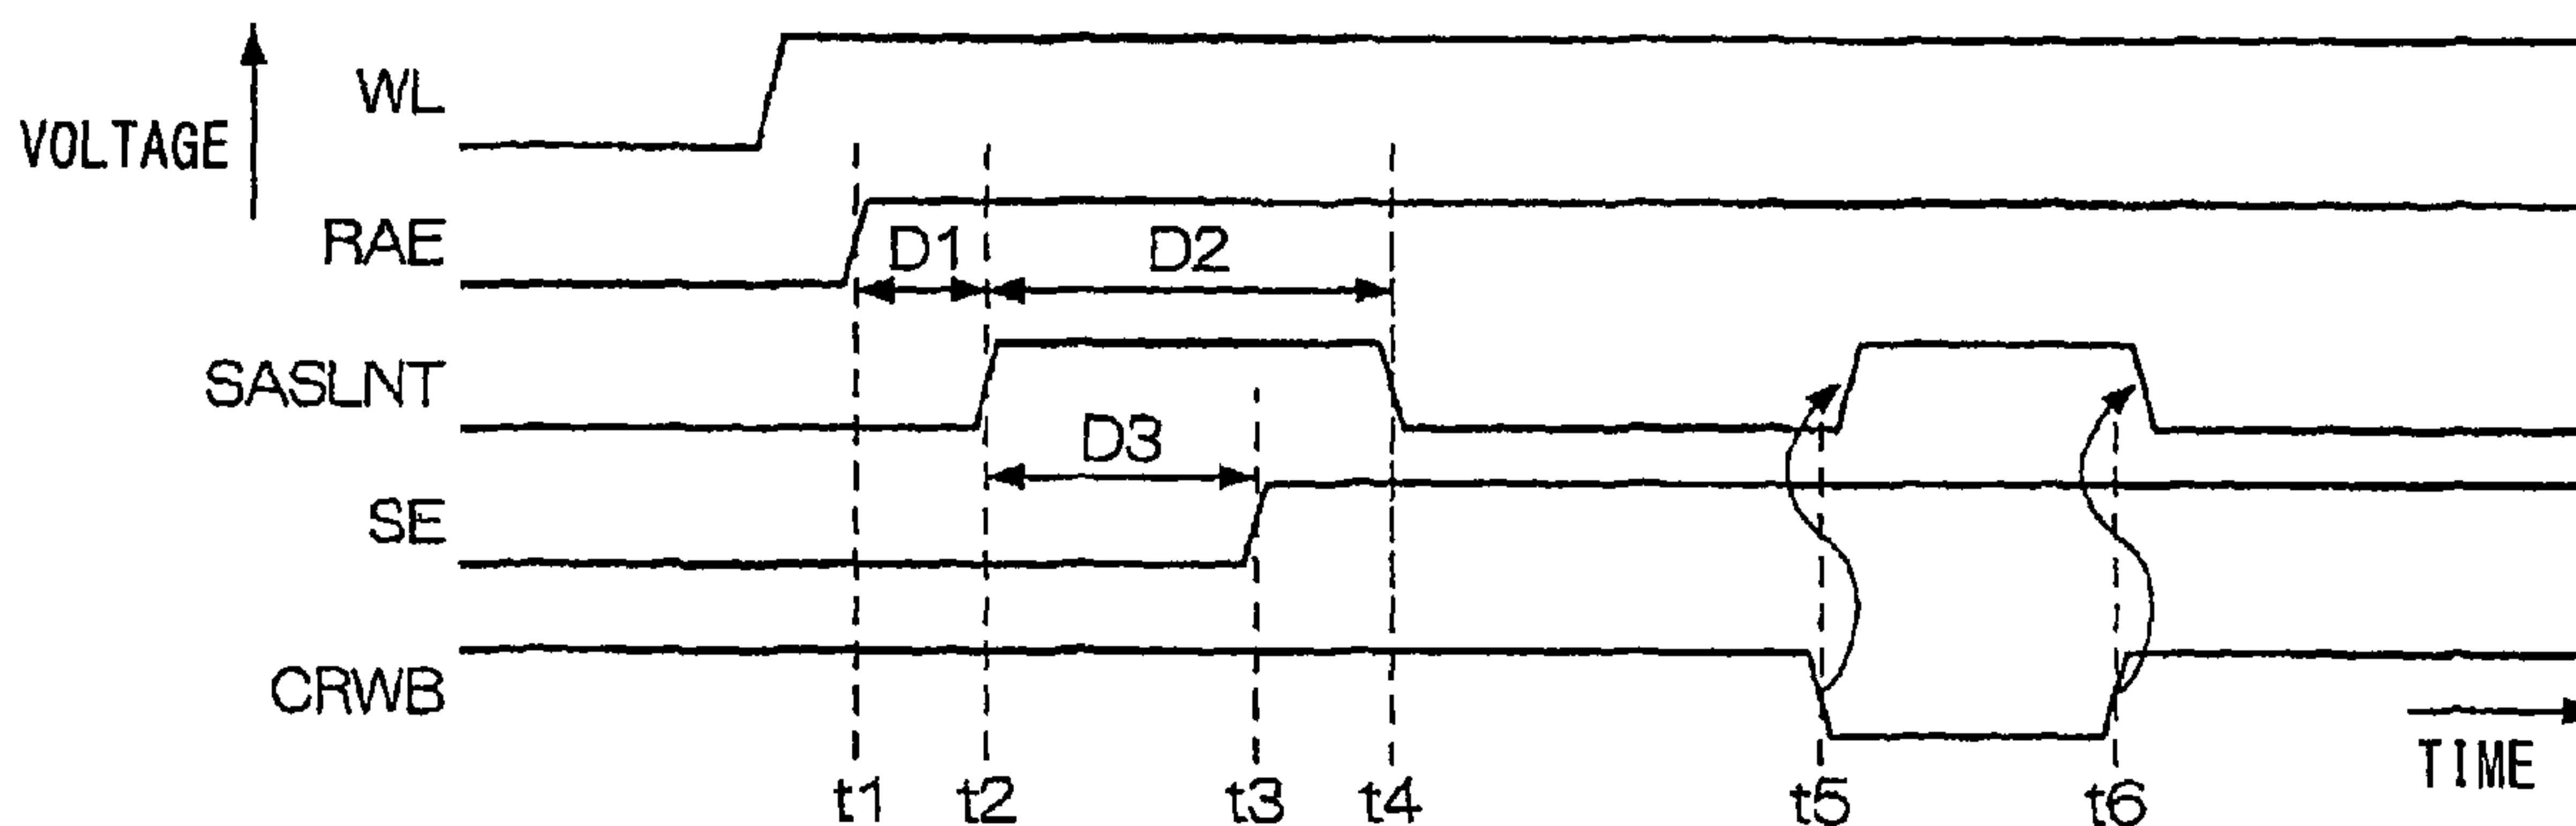 VOLTAGE
WL
RAE
D1
D2
SASLNT
D3
SE
CRWB
TIME
t1
t2
t3
t4
t5
t6